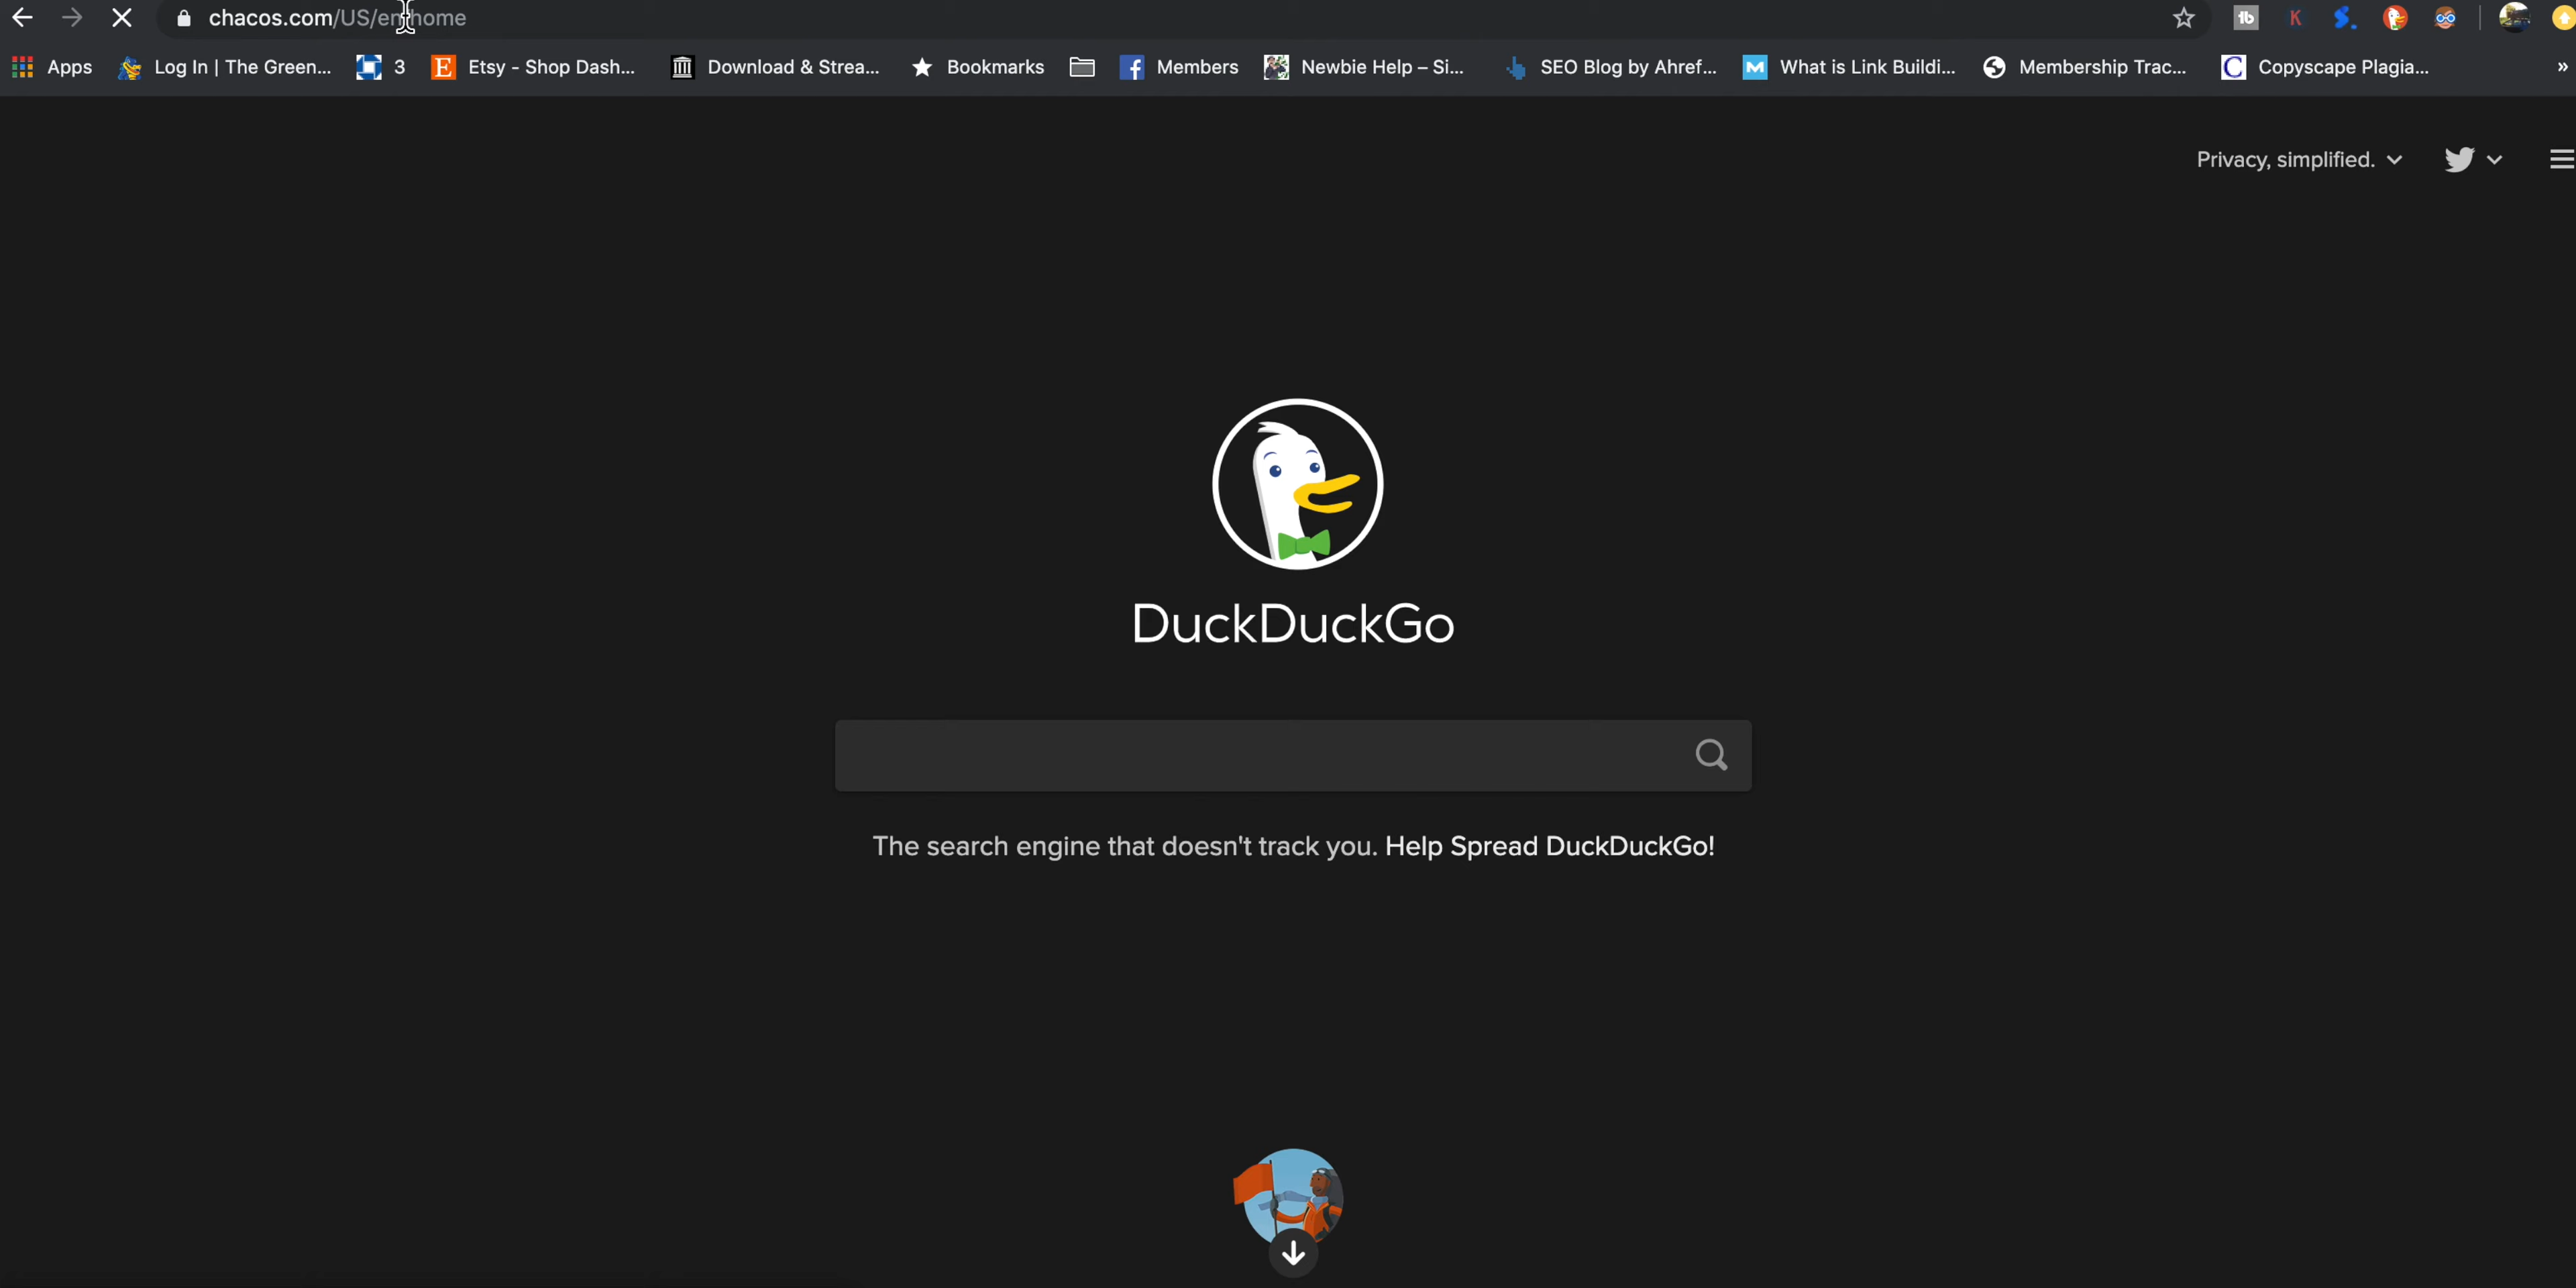 chacos.com/US/en/home
Apps Log In | The Green... 3 Etsy - Shop Dash... Download & Strea... Bookmarks Members Newbie Help – Si... SEO Blog by Ahref... What is Link Buildi... Membership Trac... Copyscape Plagia... »
Privacy, simplified.
DuckDuckGo
The search engine that doesn't track you. Help Spread DuckDuckGo!